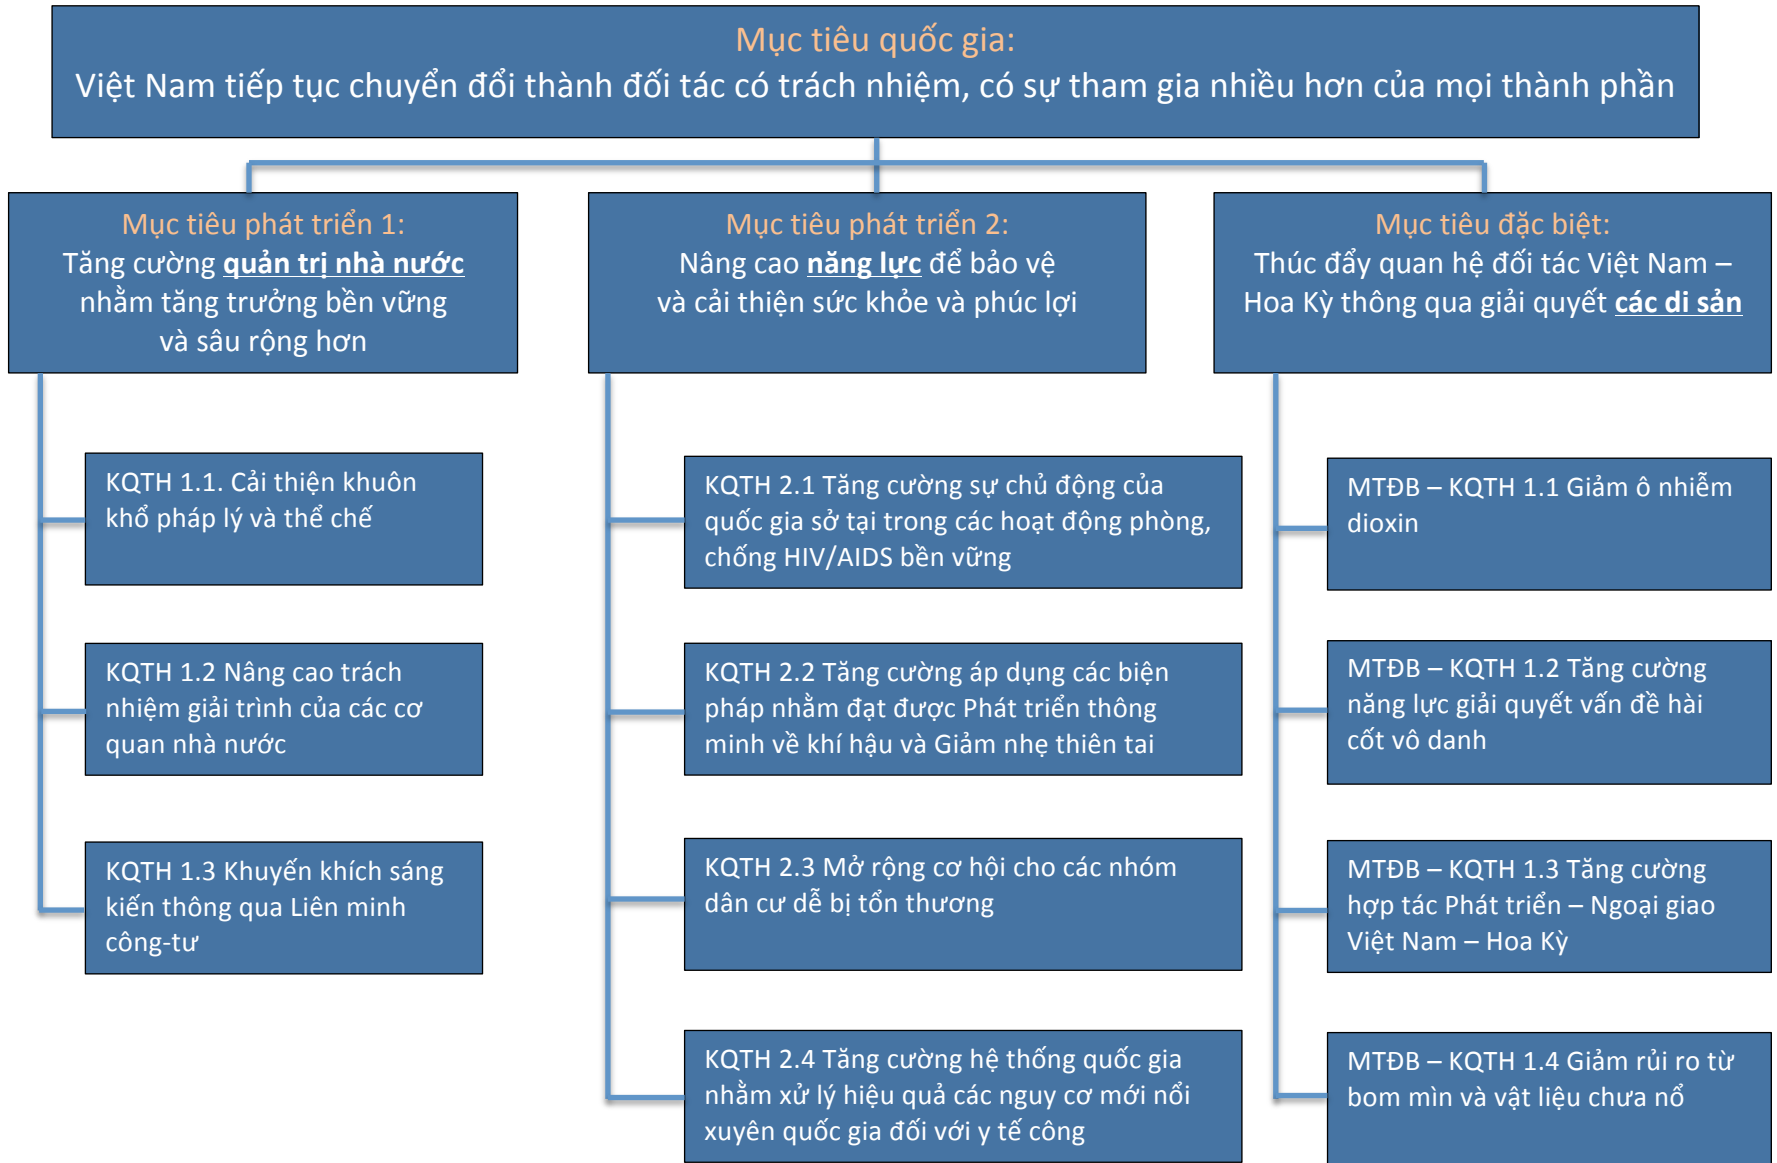 Mục tiêu quốc gia:
Việt Nam tiếp tục chuyển đổi thành đối tác có trách nhiệm, có sự tham gia nhiều hơn của mọi thành phần
Mục tiêu phát triển 1:
Tăng cường quản trị nhà nước
nhằm tăng trưởng bền vững
và sâu rộng hơn
KQTH 1.1. Cải thiện khuôn
khổ pháp lý và thể chế
KQTH 1.2 Nâng cao trách
nhiệm giải trình của các cơ
quan nhà nước
KQTH 1.3 Khuyến khích sáng
kiến thông qua Liên minh
công-tư
Mục tiêu phát triển 2:
Nâng cao năng lực để bảo vệ
và cải thiện sức khỏe và phúc lợi
KQTH 2.1 Tăng cường sự chủ động của
quốc gia sở tại trong các hoạt động phòng,
chống HIV/AIDS bền vững
KQTH 2.2 Tăng cường áp dụng các biện
pháp nhằm đạt được Phát triển thông
minh về khí hậu và Giảm nhẹ thiên tai
KQTH 2.3 Mở rộng cơ hội cho các nhóm
dân cư dễ bị tổn thương
KQTH 2.4 Tăng cường hệ thống quốc gia
nhằm xử lý hiệu quả các nguy cơ mới nổi
xuyên quốc gia đối với y tế công
Mục tiêu đặc biệt:
Thúc đẩy quan hệ đối tác Việt Nam –
Hoa Kỳ thông qua giải quyết các di sản
MTĐB – KQTH 1.1 Giảm ô nhiễm
dioxin
MTĐB – KQTH 1.2 Tăng cường
năng lực giải quyết vấn đề hài
cốt vô danh
MTĐB – KQTH 1.3 Tăng cường
hợp tác Phát triển – Ngoại giao
Việt Nam – Hoa Kỳ
MTĐB – KQTH 1.4 Giảm rủi ro từ
bom mìn và vật liệu chưa nổ